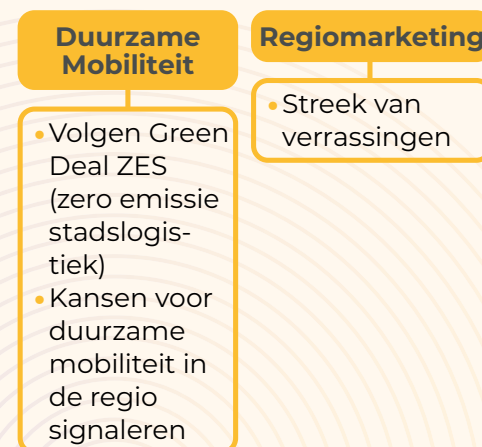 Duurzame
Mobiliteit
• Volgen Green
Deal ZES
(zero emissie
stadslogis-
tiek)
• Kansen voor
duurzame
mobiliteit in
de regio
signaleren
Regiomarketing
• Streek van
verrassingen